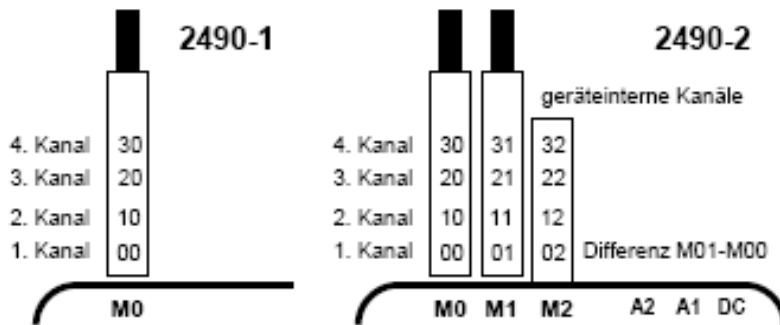 2490-1
4. Kanal 30
3. Kanal 20
2. Kanal 10
1. Kanal 00
M0
2490-2
geräteinterne Kanäle
4. Kanal 30 31 32
3. Kanal 20 21 22
2. Kanal 10 11 12
1. Kanal 00 01 02 Differenz M01-M00
M0 M1 M2 A2 A1 DC